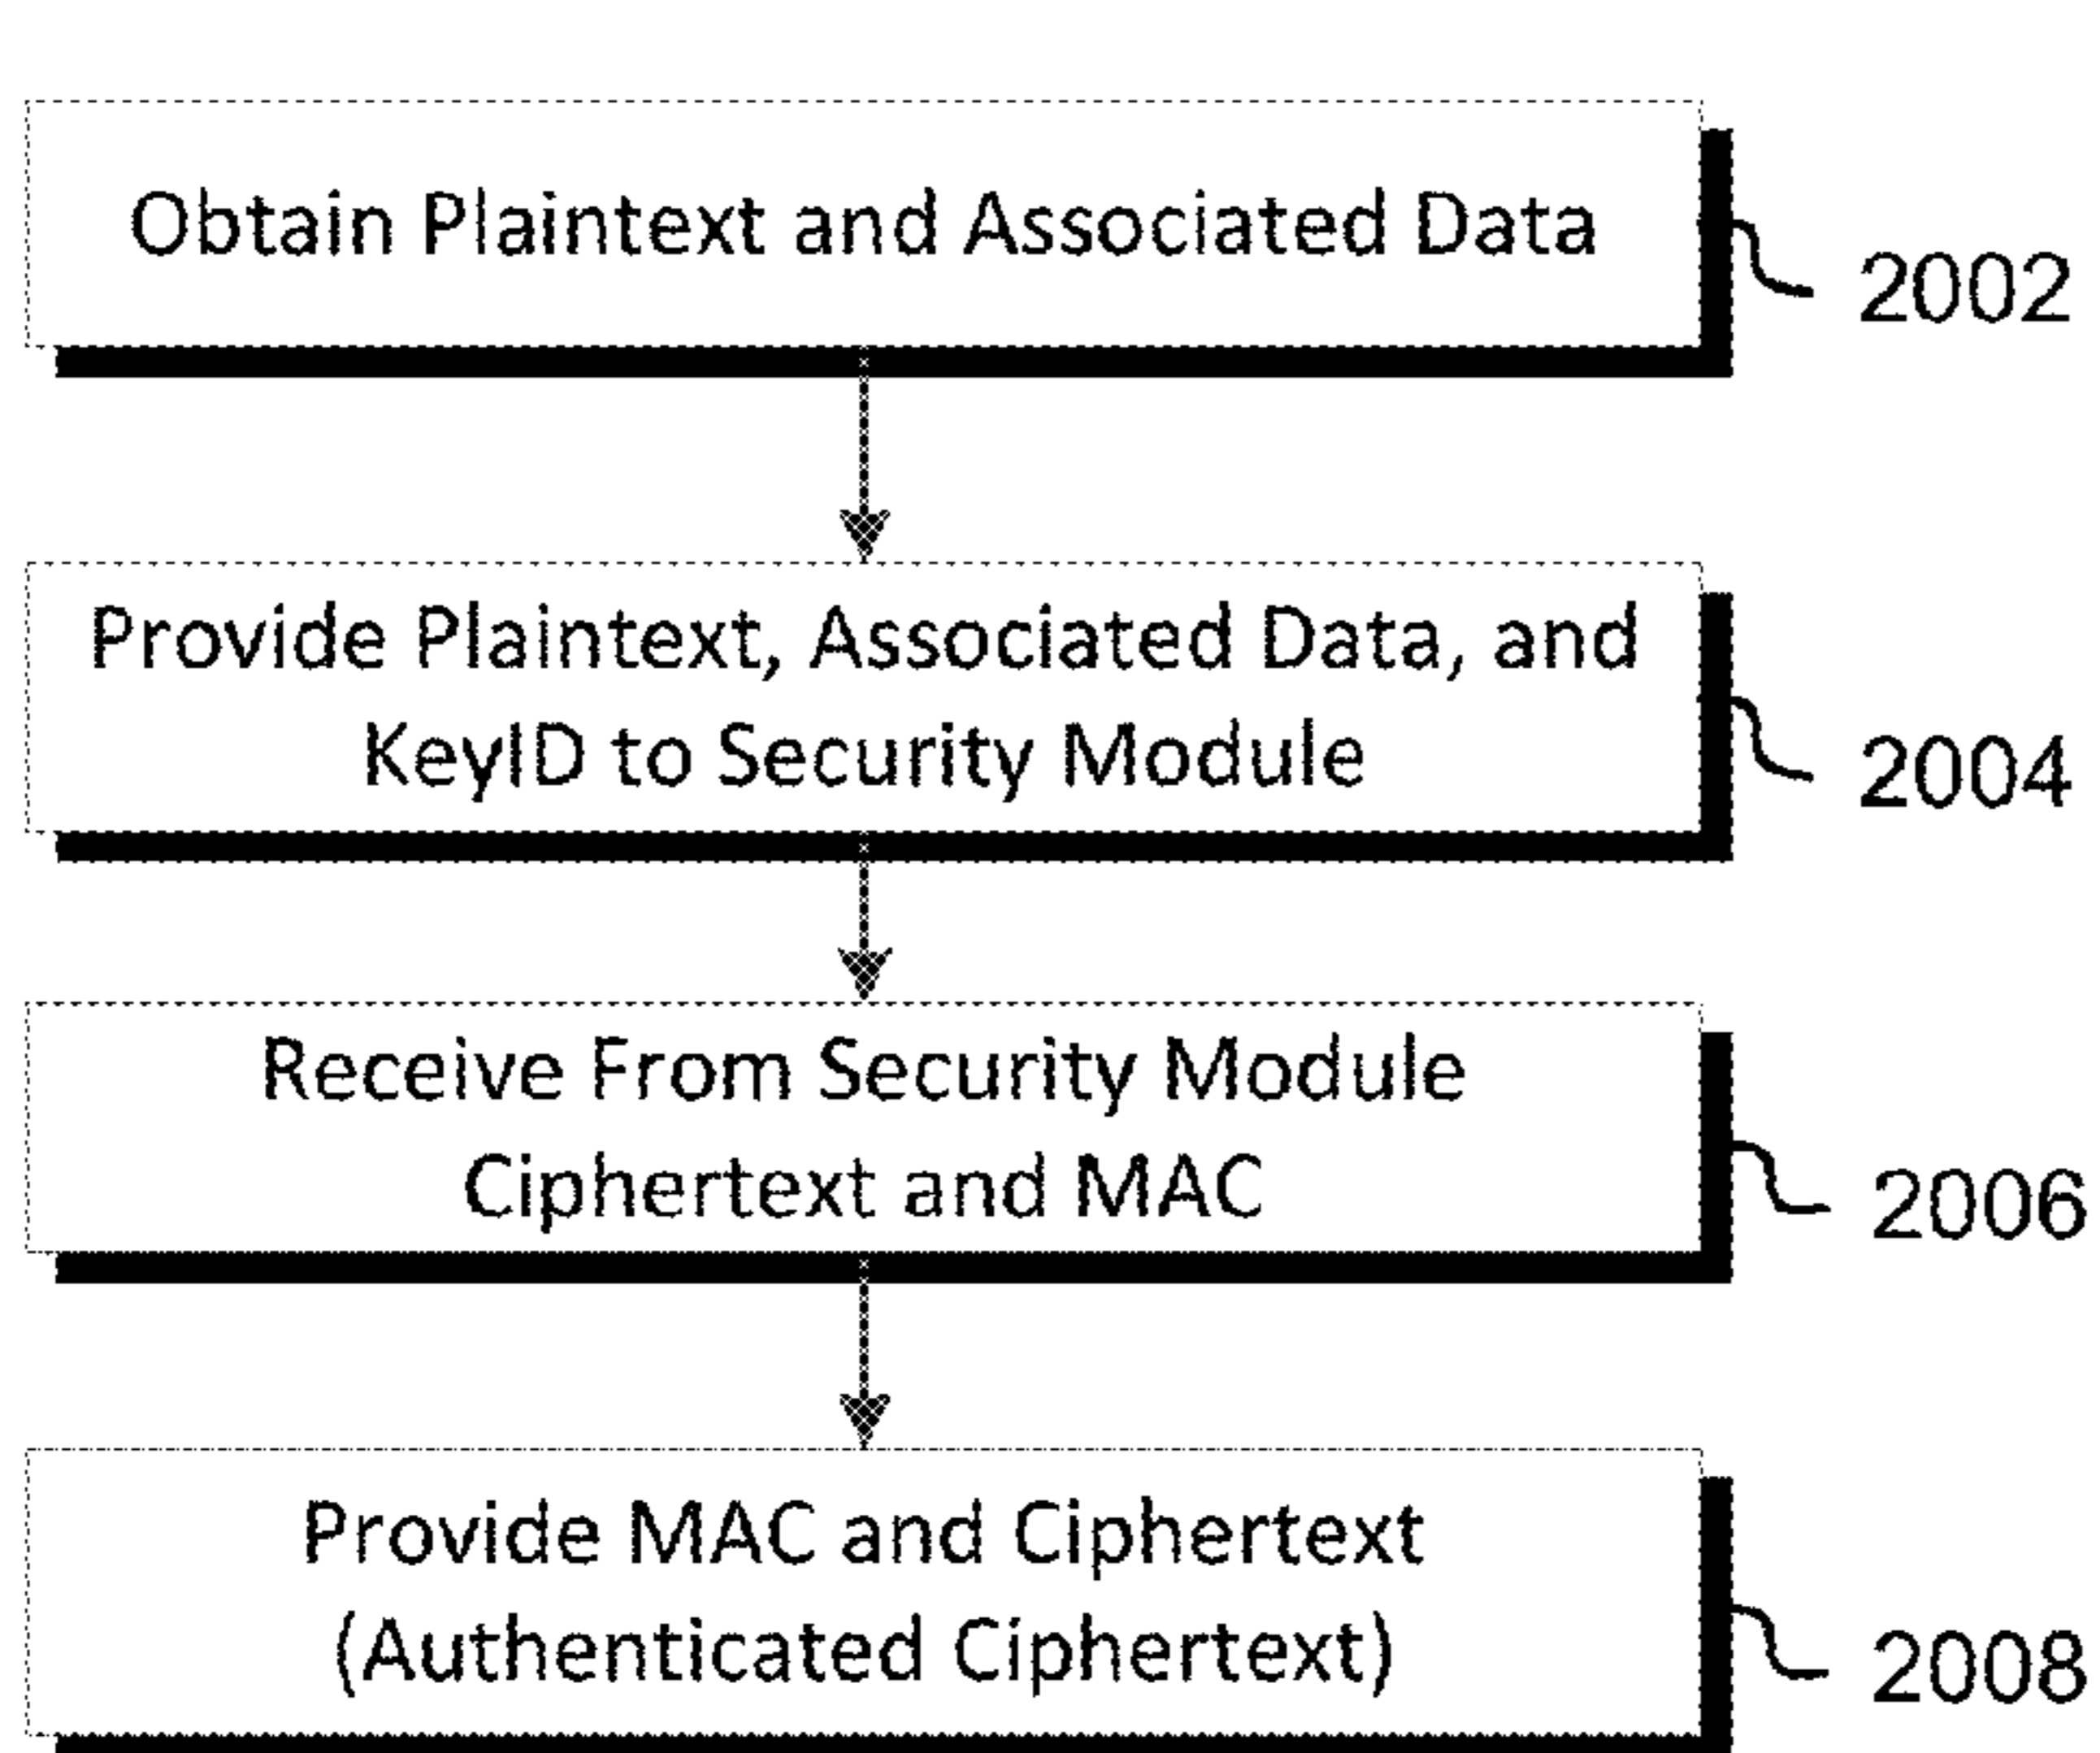 Obtain Plaintext and Associated Data
2002
Provide Plaintext, Associated Data, and
KeyID to Security Module
2004
Receive From Security Module
Ciphertext and MAC
2006
Provide MAC and Ciphertext
(Authenticated Ciphertext)
2008